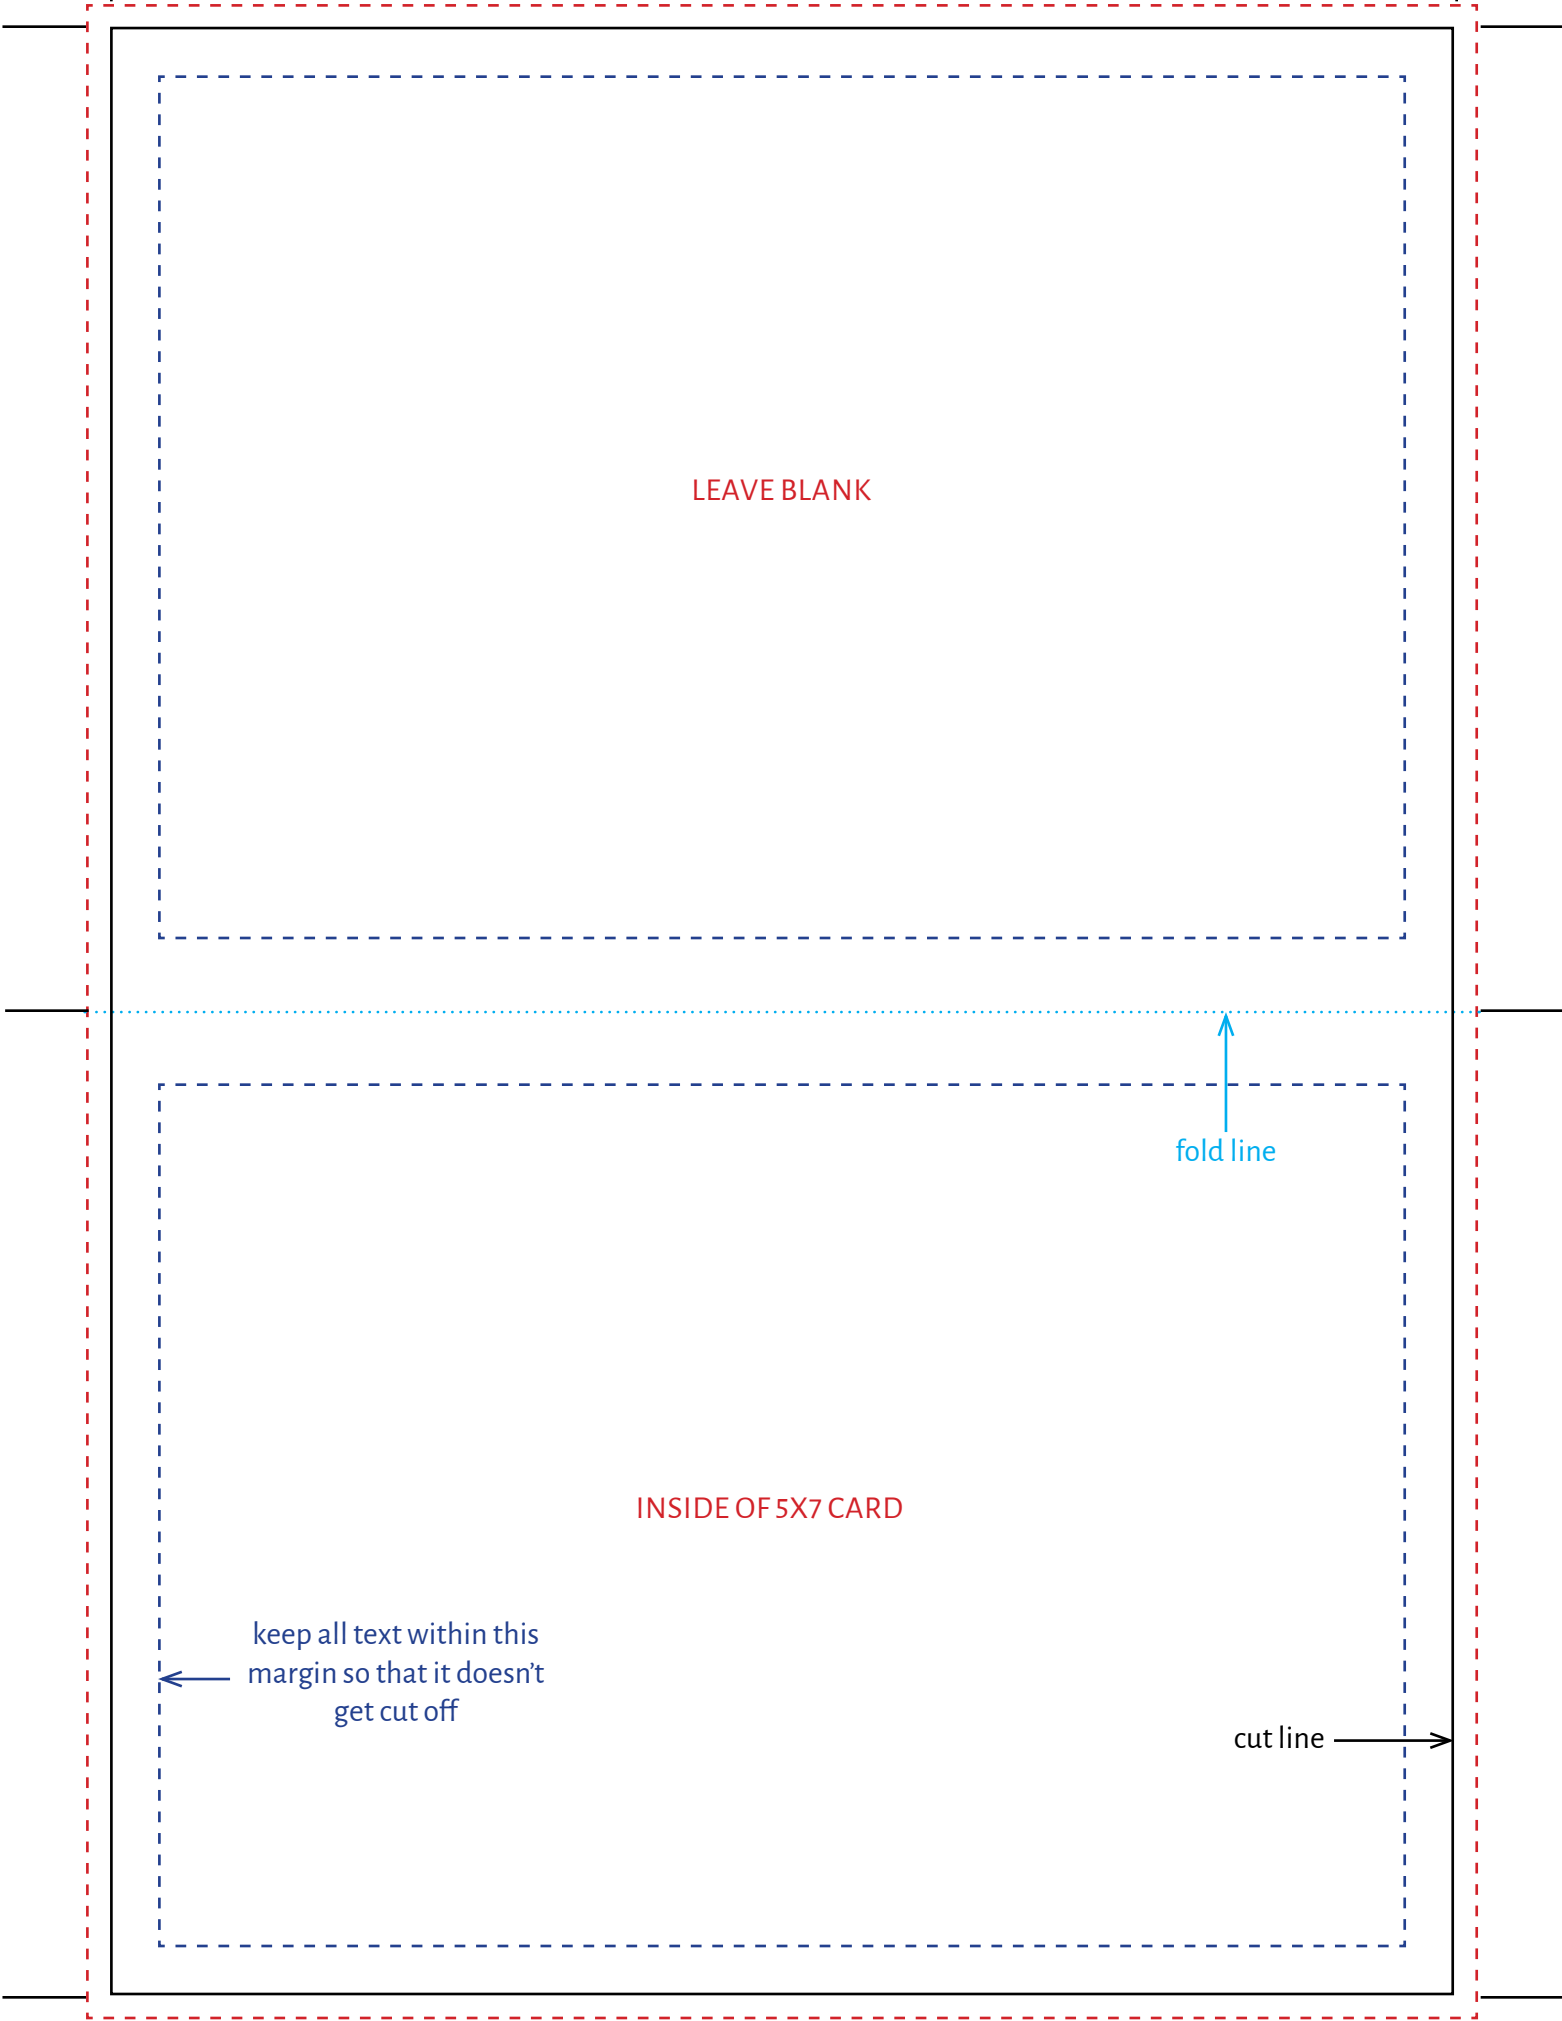 LEAVE BLANK
fold line
INSIDE OF 5X7 CARD
keep all text within this
margin so that it doesn’t
get cut off
cut line